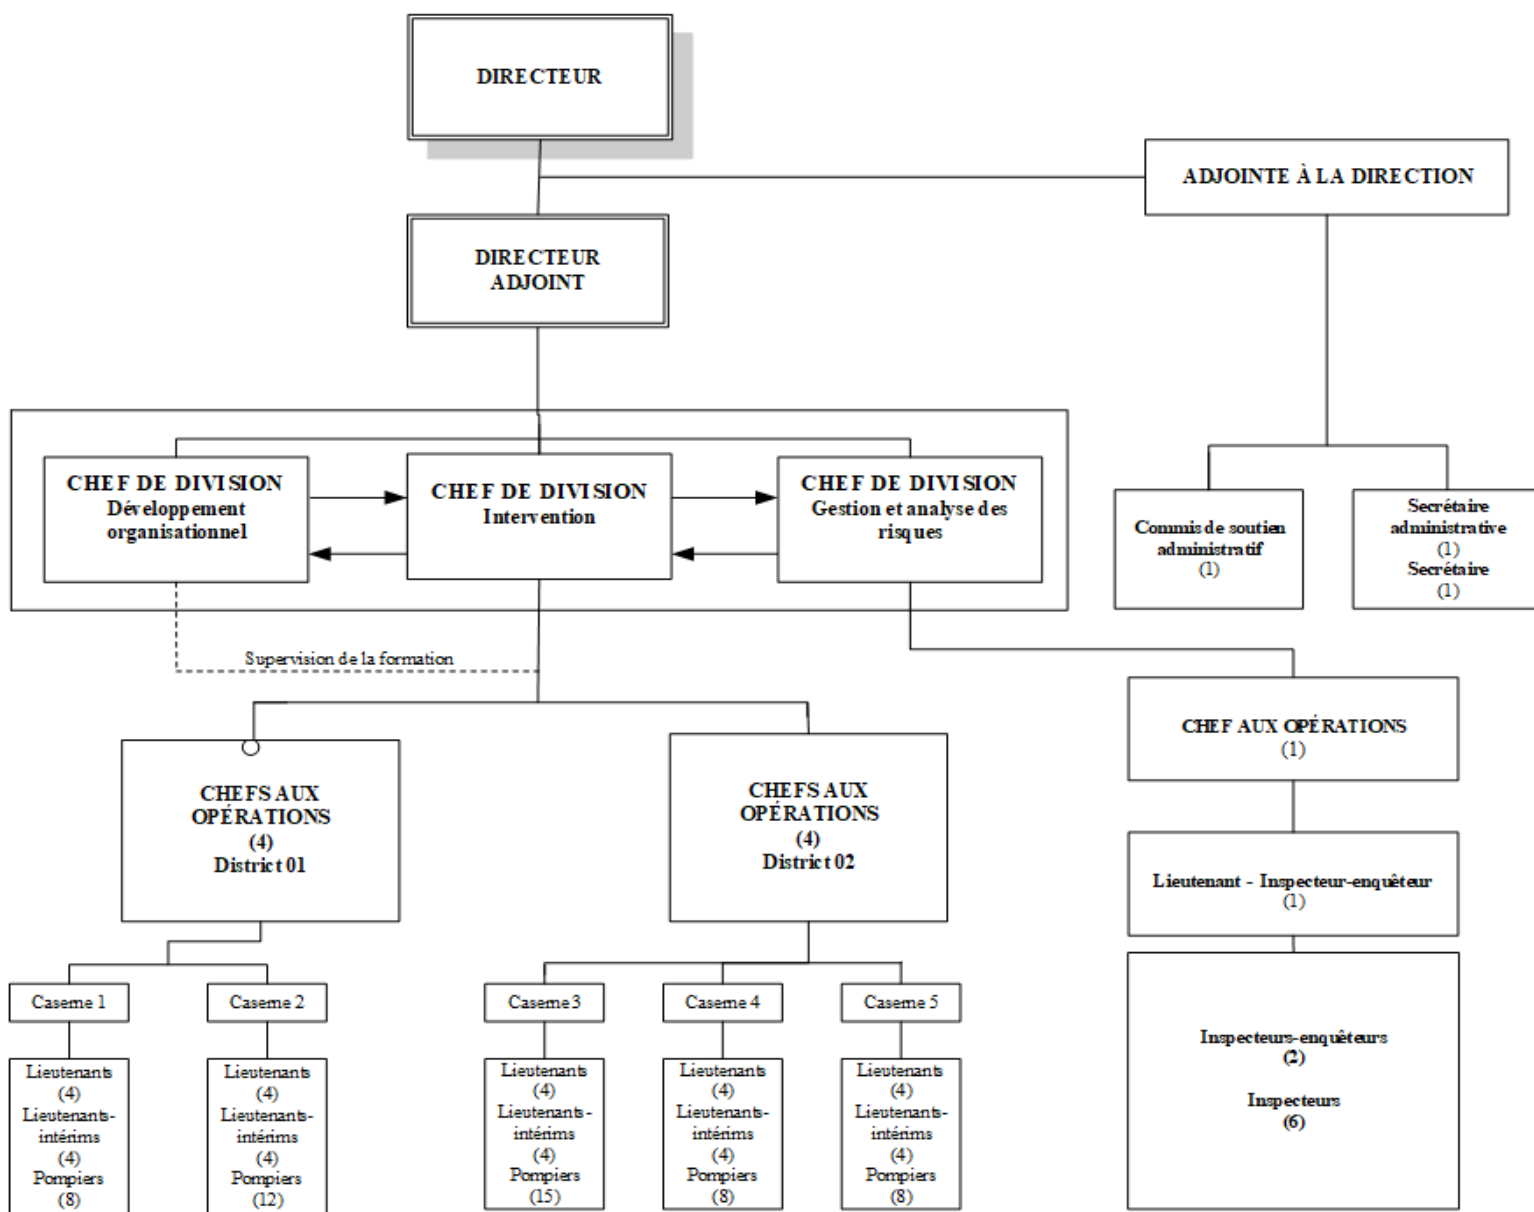 DIRECTEUR
ADJOINTE À LA DIRECTION
DIRECTEUR
ADJOINT
CHEF DE DIVISION
Développement
organisationnel
CHEF DE DIVISION
Intervention
CHEF DE DIVISION
Gestion et analyse des
risques
Commis de soutien
administratif
(1)
Secrétaire
administrative
(1)
Secrétaire
(1)
Supervision de la formation
CHEFS AUX
OPÉRATIONS
(4)
District 01
CHEFS AUX
OPÉRATIONS
(4)
District 02
CHEF AUX OPÉRATIONS
(1)
Lieutenant - Inspecteur-enquêteur
(1)
Caserne 1
Caserne 2
Caserne 3
Caserne 4
Caserne 5
Lieutenants
(4)
Lieutenants-
intérims
(4)
Pompiers
(8)
Lieutenants
(4)
Lieutenants-
intérims
(4)
Pompiers
(12)
Lieutenants
(4)
Lieutenants-
intérims
(4)
Pompiers
(15)
Lieutenants
(4)
Lieutenants-
intérims
(4)
Pompiers
(8)
Lieutenants
(4)
Lieutenants-
intérims
(4)
Pompiers
(8)
Inspecteurs-enquêteurs
(2)
Inspecteurs
(6)